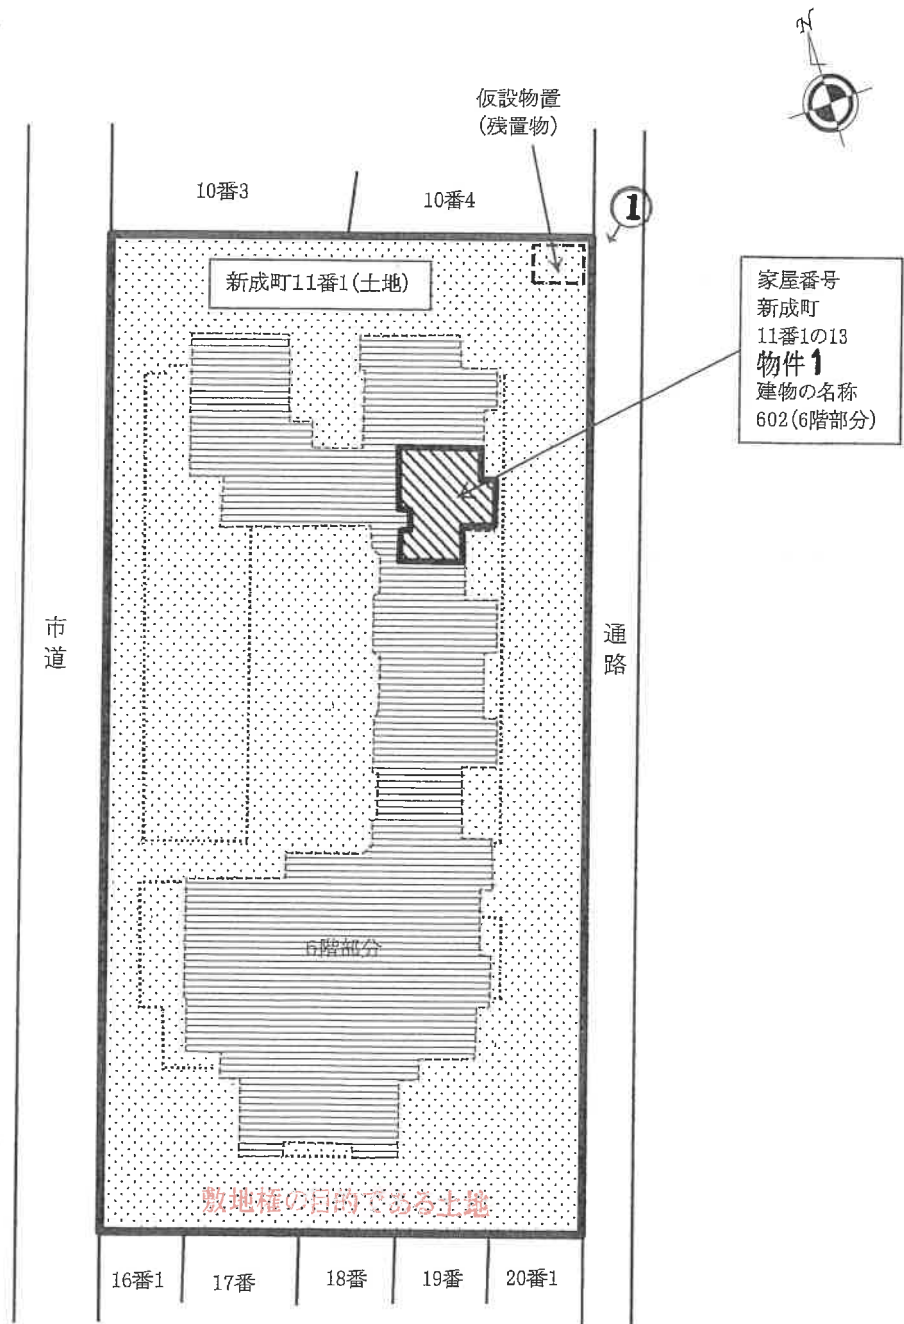 N
仮設物置
(残置物)
10番3
10番4
1
新成町11番1(土地)
家屋番号
新成町
11番1の13
物件1
建物の名称
602(6階部分)
市道
通路
6階部分
敷地権の目的である土地
16番1
17番
18番
19番
20番1